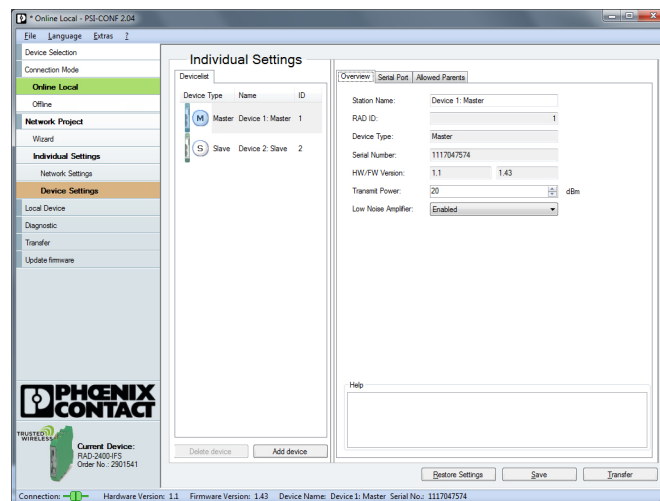 * Online Local - PSI-CONF 2.04
File Language Extras ?
Device Selection
Connection Mode
Online Local
Offline
Network Project
Wizard
Individual Settings
Network Settings
Device Settings
Local Device
Diagnostic
Transfer
Update firmware
PHŒNIX
CONTACT
TRUSTED
WIRELESS
Current Device:
RAD-2400-IFS
Order No.: 2901541
Individual Settings
Devicelist
Device Type Name ID
M Master Device 1: Master 1
S Slave Device 2: Slave 2
Delete device Add device
Overview Serial Port Allowed Parents
Station Name: Device 1: Master
RAD ID: 1
Device Type: Master
Serial Number: 1117047574
HW/FW Version: 1.1 1.43
Transmit Power: 20 dBm
Low Noise Amplifier: Enabled
Help
Restore Settings Save Transfer
Connection: Hardware Version: 1.1 Firmware Version: 1.43 Device Name: Device 1: Master Serial No.: 1117047574